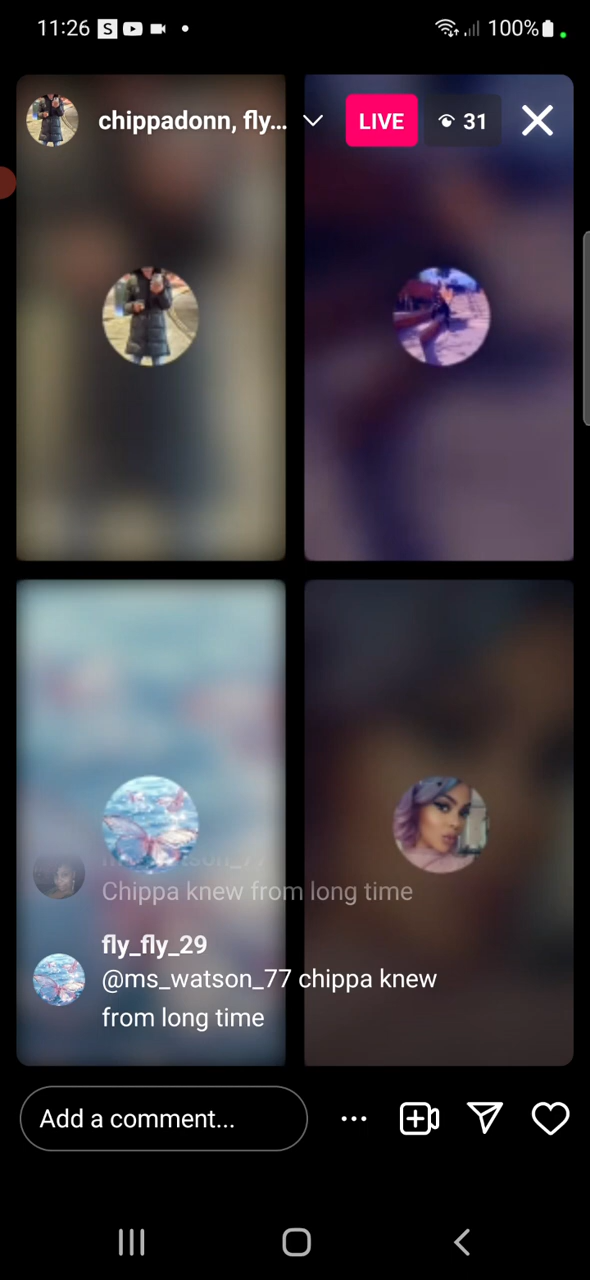 11:26 S 100%
chippadonn, fly... LIVE 31
Chippa knew from long time
fly_fly_29
@ms_watson_77 chippa knew
from long time
Add a comment...